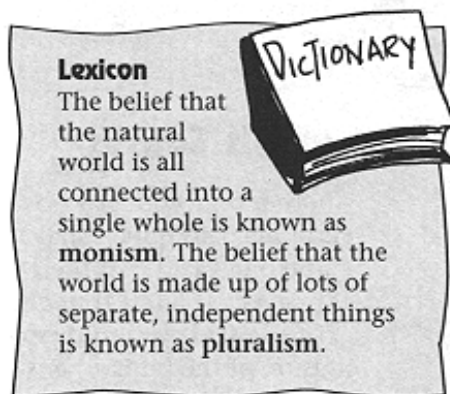 DICTIONARY
Lexicon
The belief that
the natural
world is all
connected into a
single whole is known as
monism. The belief that the
world is made up of lots of
separate, independent things
is known as pluralism.